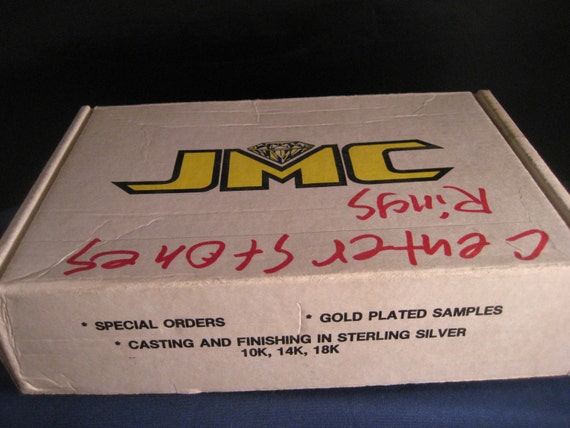 JMC
Center Stones
Rings
* SPECIAL ORDERS
* GOLD PLATED SAMPLES
* CASTING AND FINISHING IN STERLING SILVER
10K, 14K, 18K